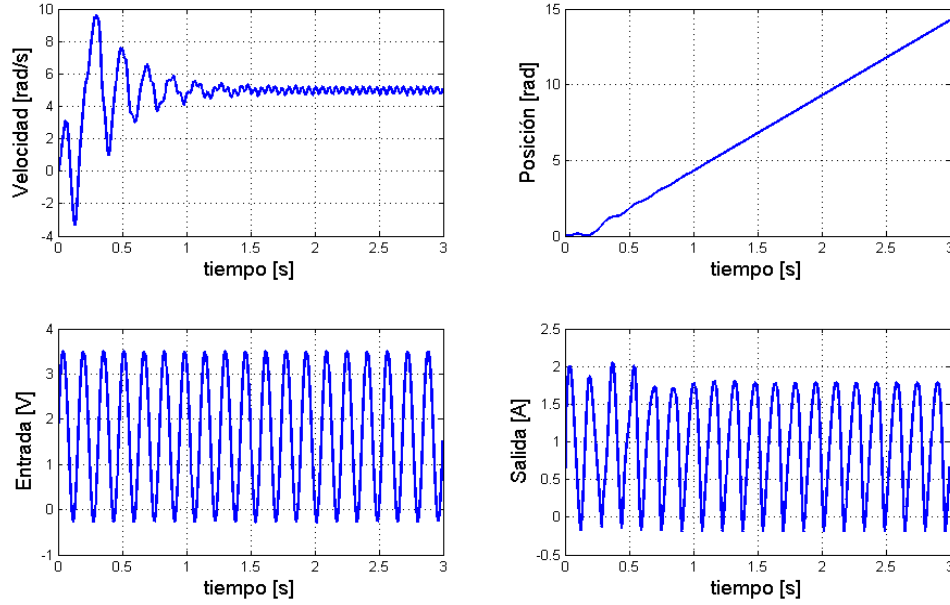 10
8
6
4
2
0
-2
-4
0 0.5 1 1.5 2 2.5 3
Velocidad [rad/s]
tiempo [s]
15
10
5
0
0 0.5 1 1.5 2 2.5 3
Posición [rad]
tiempo [s]
4
3
2
1
0
-1
0 0.5 1 1.5 2 2.5 3
Entrada [V]
tiempo [s]
2.5
2
1.5
1
0.5
0
-0.5
0 0.5 1 1.5 2 2.5 3
Salida [A]
tiempo [s]